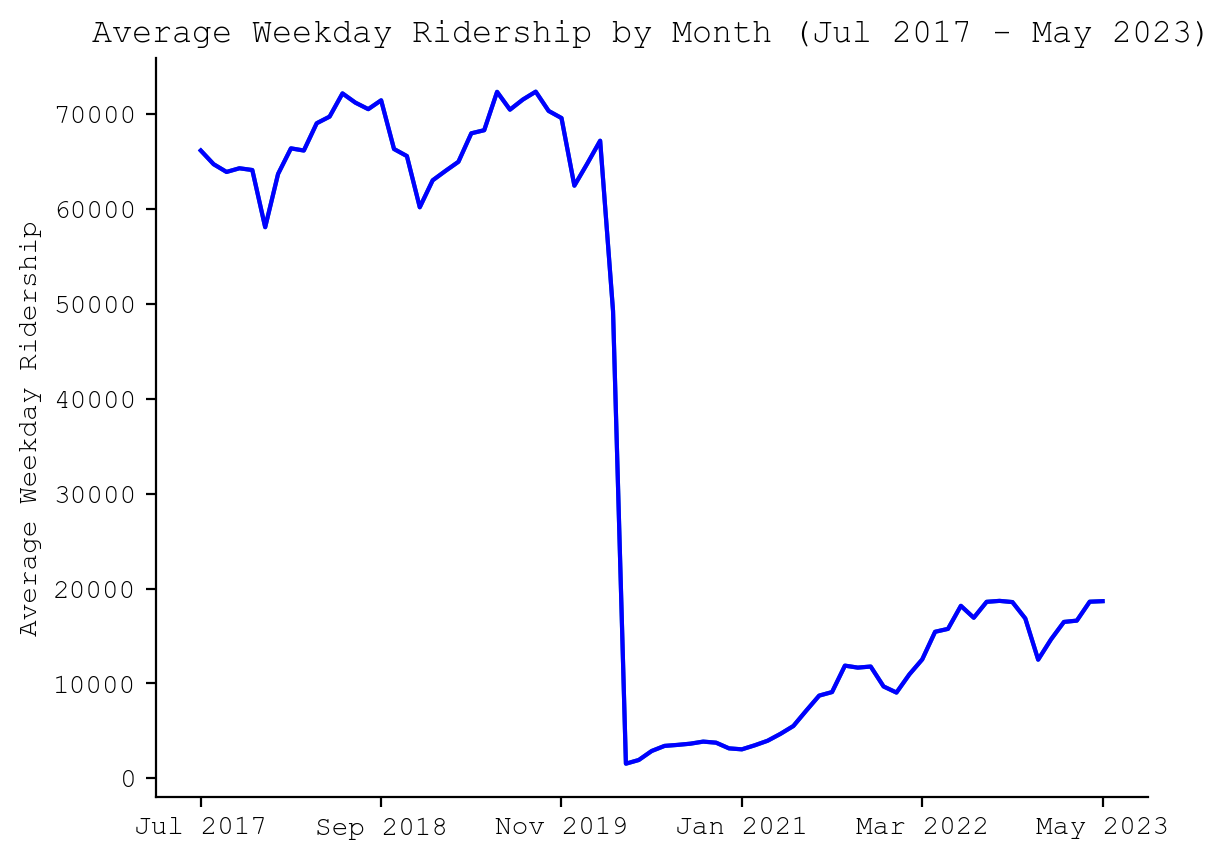 Average Weekday Ridership by Month (Jul 2017 - May 2023)
Average Weekday Ridership
70000
60000
50000
40000
30000
20000
10000
0
Jul 2017
Sep 2018
Nov 2019
Jan 2021
Mar 2022
May 2023